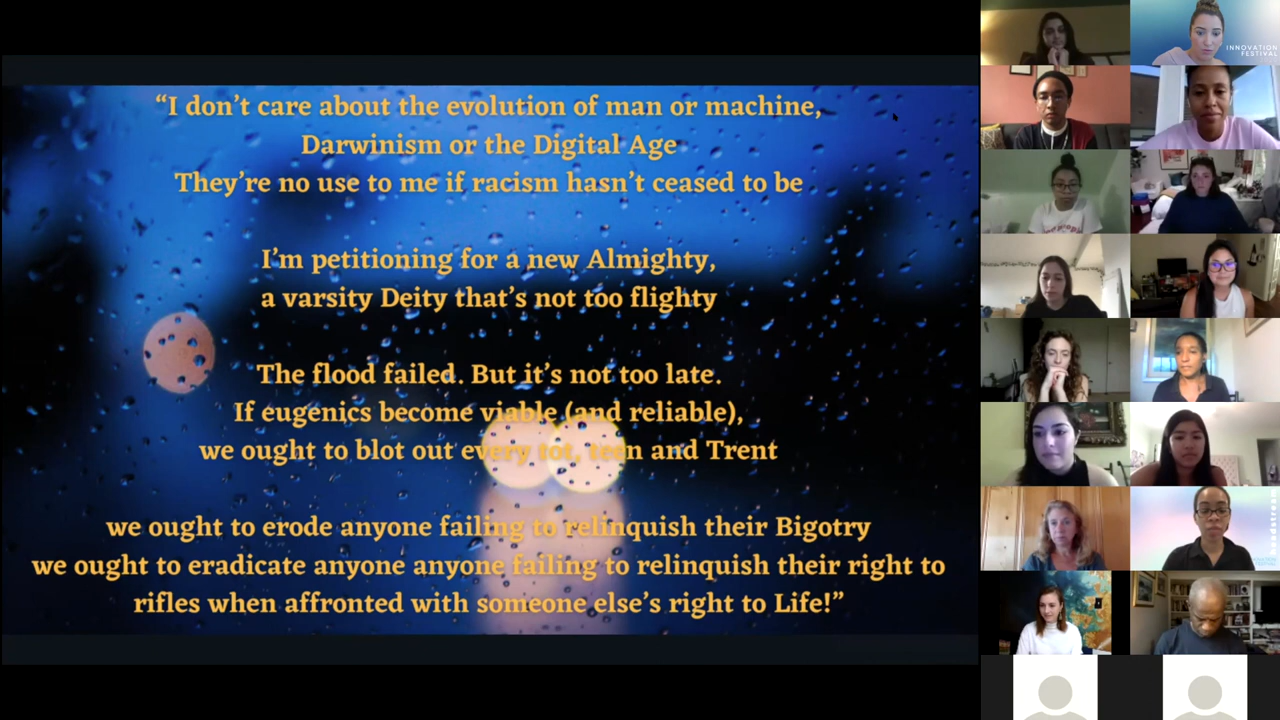 “I don’t care about the evolution of man or machine,
Darwinism or the Digital Age
They’re no use to me if racism hasn’t ceased to be
I’m petitioning for a new Almighty,
a varsity Deity that’s not too flighty
The flood failed. But it’s not too late.
If eugenics become viable (and reliable),
we ought to blot out every tot, teen and Trent
we ought to erode anyone failing to relinquish their Bigotry
we ought to eradicate anyone anyone failing to relinquish their right to
rifles when affronted with someone else’s right to Life!”
INNOVATION
FESTIVAL